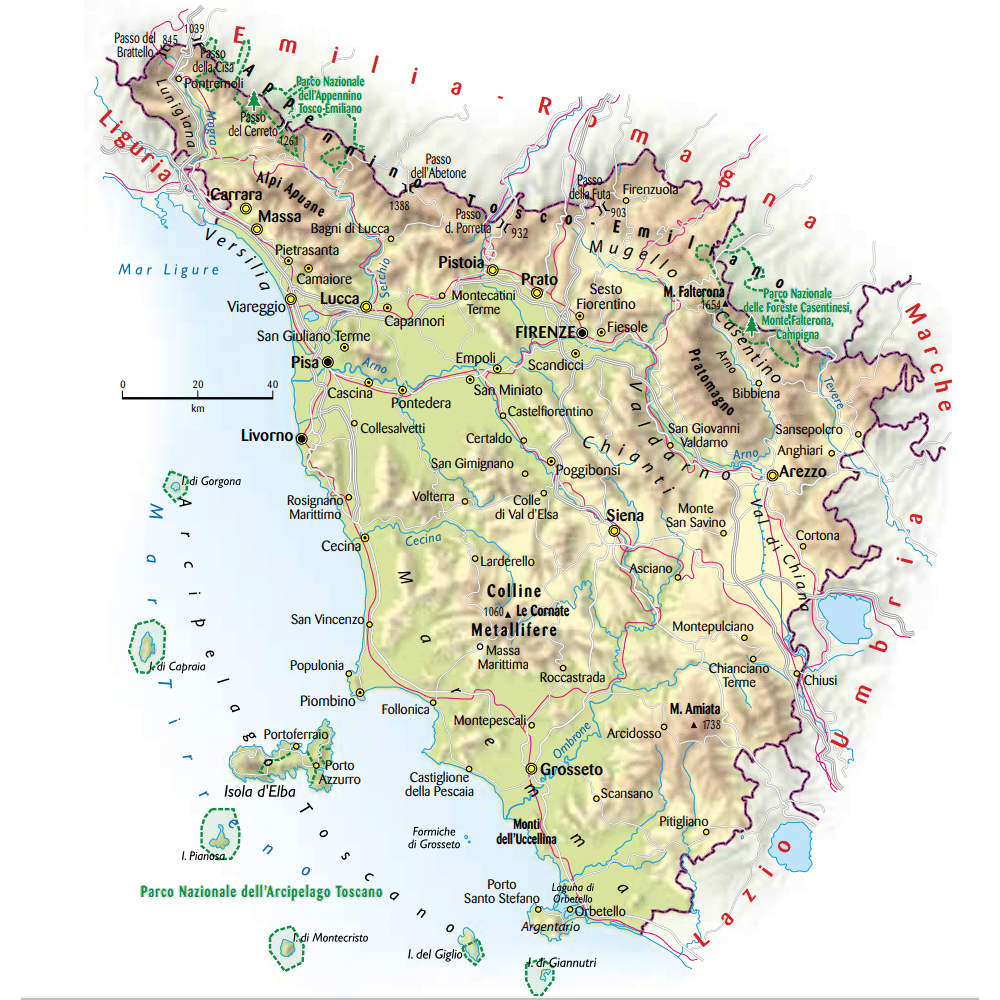 1039
Passo del
Brattello
845
Passo
della Cisa
Pontremoli
Lunigiana
Magra
Passo
del Cerreto
1261
Appennino Tosco-Emiliano
Parco Nazionale
dell'Appennino
Tosco-Emiliano
Emilia-Romagna
Liguria
Alpi Apuane
Passo
dell'Abetone
1388
Passo
d. Porretta
932
Passo
della Futa
903
Firenzuola
Carrara
Massa
Bagni di Lucca
Versilia
Pietrasanta
Camaiore
Serchio
Mar Ligure
Viareggio
Lucca
Capannori
Pistoia
Montecatini
Terme
Prato
Mugello
Sesto
Fiorentino
M. Falterona
1654
Parco Nazionale
delle Foreste Casentinesi,
Monte Falterona,
Campigna
Marche
San Giuliano Terme
FIRENZE
Fiesole
Casentino
Pisa
Arno
Empoli
Scandicci
Arno
Pratomagno
Bibbiena
Tevere
0
20
40
km
Cascina
Pontedera
San Miniato
Castelfiorentino
Valdarno
Livorno
Collesalvetti
Certaldo
Chianti
San Giovanni
Valdarno
Sansepolcro
Anghiari
Arno
Arezzo
San Gimignano
Poggibonsi
I. di Gorgona
Rosignano
Marittimo
Volterra
Colle
di Val d'Elsa
Siena
Monte
San Savino
Val di Chiana
Cortona
Mar Tirreno
Arcipelago Toscano
Cecina
Cecina
Larderello
Asciano
Umbria
Colline
Metallifere
1060
Le Cornate
Maremma
San Vincenzo
Montepulciano
I. di Capraia
Populonia
Massa
Marittima
Roccastrada
Chianciano
Terme
Chiusi
Piombino
Follonica
Montepescali
M. Amiata
1738
Arcidosso
Ombrone
Portoferraio
Porto
Azzurro
Isola d'Elba
Grosseto
Castiglione
della Pescaia
Scansano
Pitigliano
Formiche
di Grosseto
Monti
dell'Uccellina
I. Pianosa
Lazio
Parco Nazionale dell'Arcipelago Toscano
Porto
Santo Stefano
Laguna di
Orbetello
Orbetello
Argentario
I. di Montecristo
I. del Giglio
I. di Giannutri